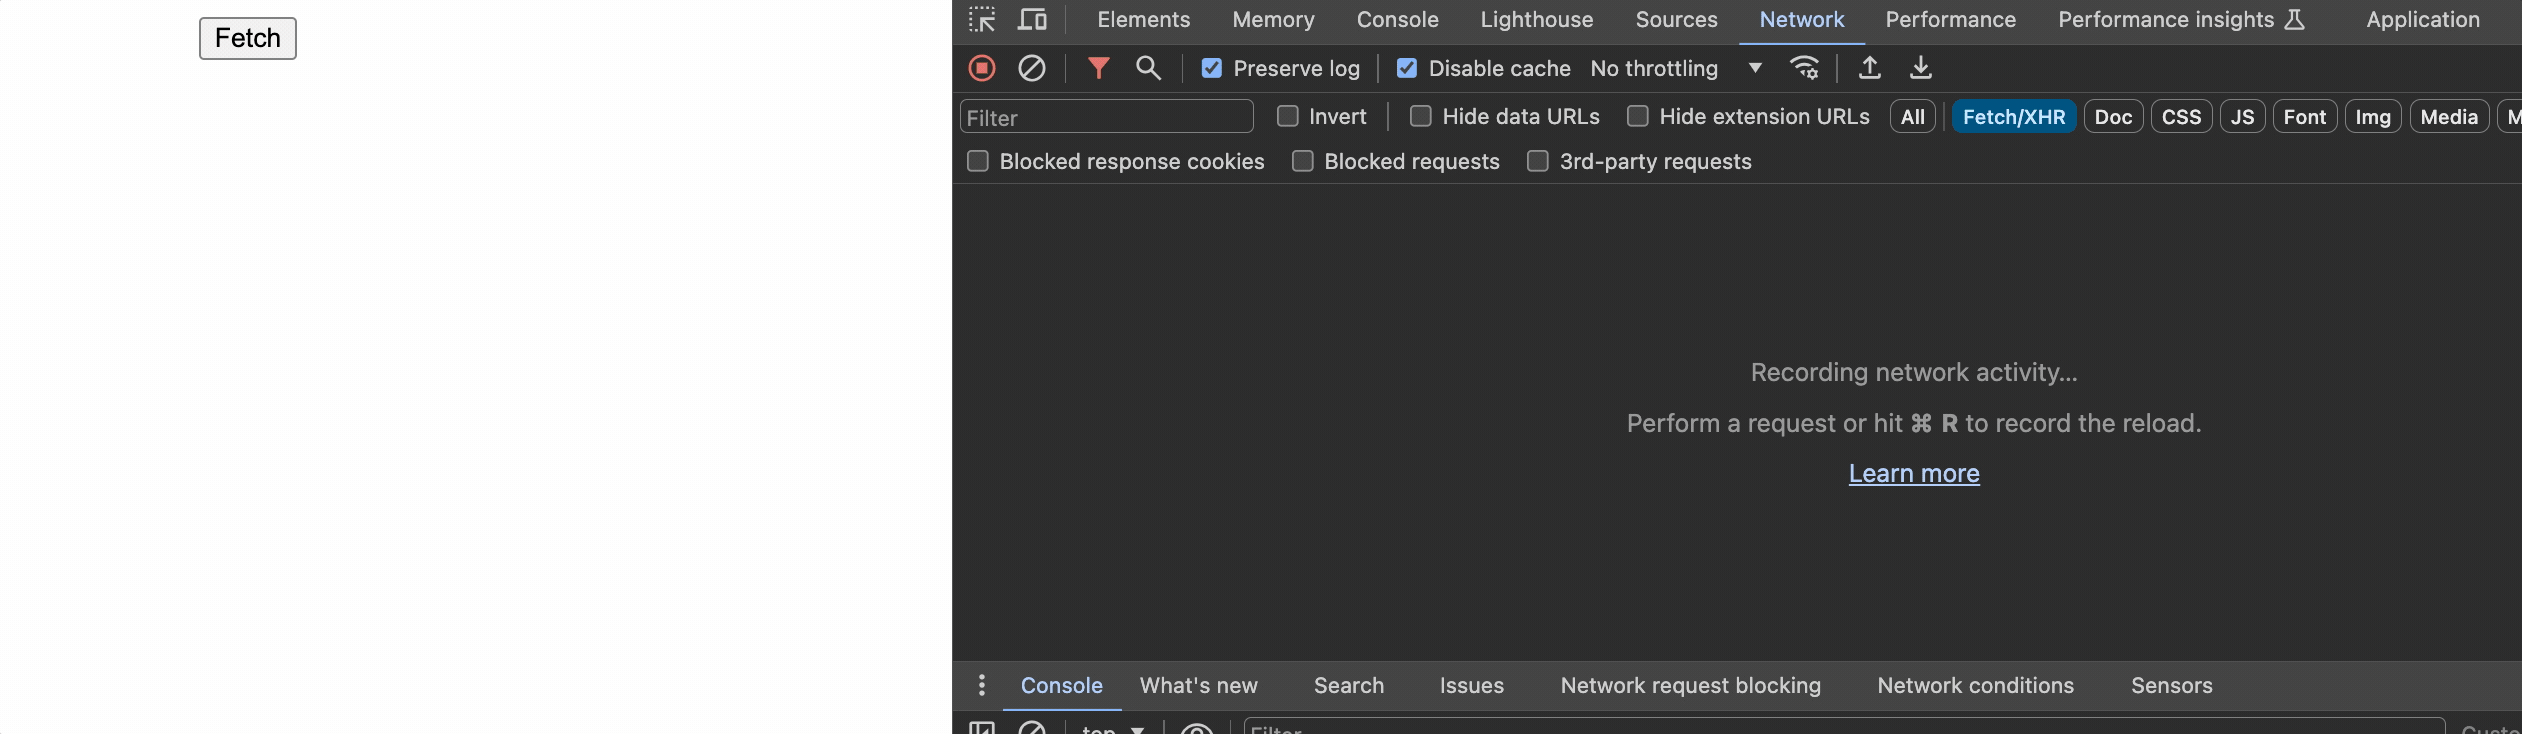 Fetch
Elements Memory Console Lighthouse Sources Network Performance Performance insights Application
Preserve log Disable cache No throttling
Filter Invert Hide data URLs Hide extension URLs All Fetch/XHR Doc CSS JS Font Img Media
Blocked response cookies Blocked requests 3rd-party requests
Recording network activity...
Perform a request or hit ⌘ R to record the reload.
Learn more
Console What's new Search Issues Network request blocking Network conditions Sensors
top Filter